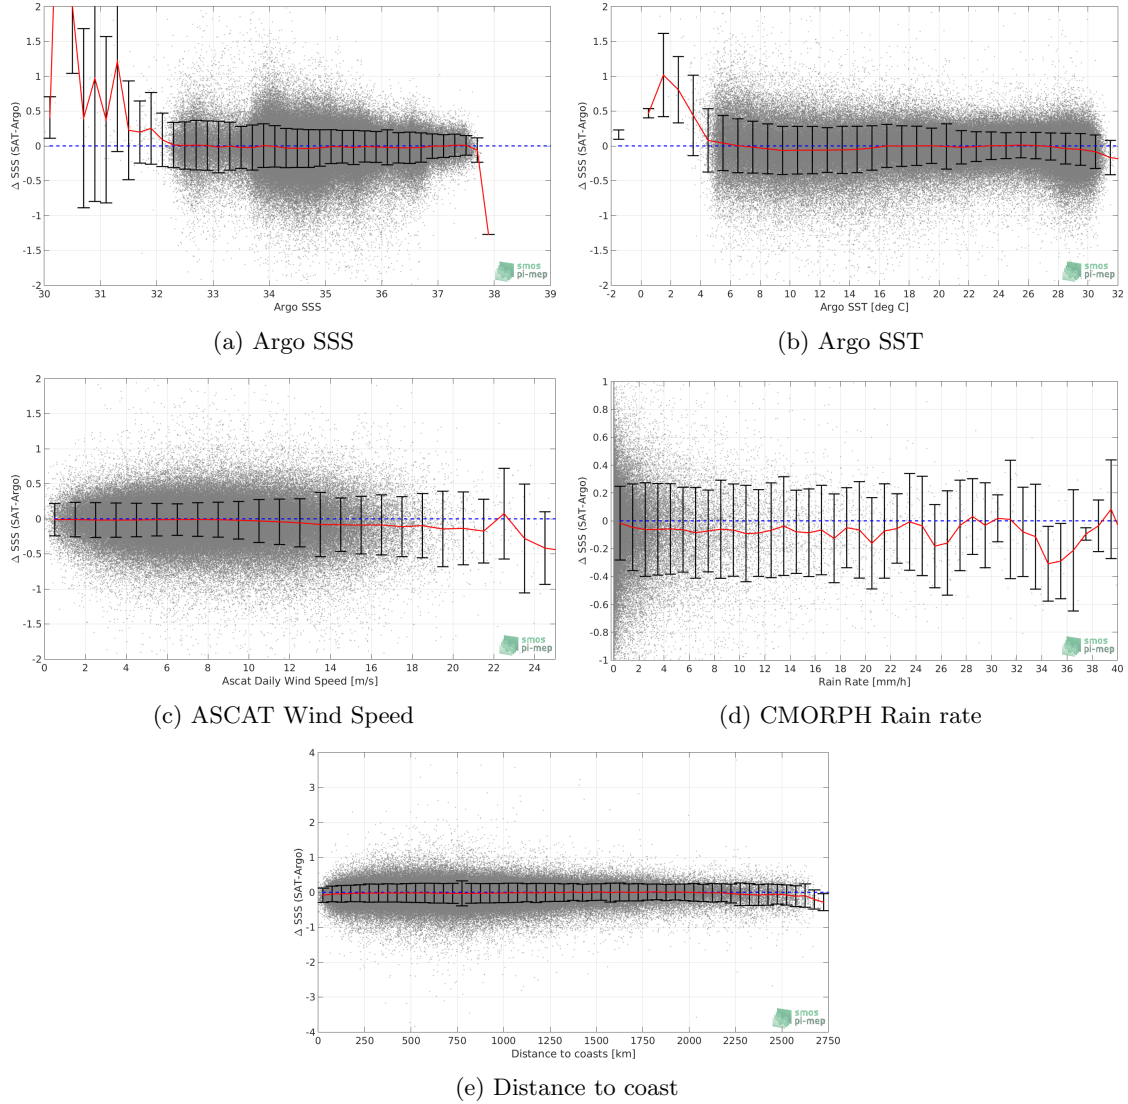 2
1.5
1
0.5
0
-0.5
-1
-1.5
-2
Δ SSS (SAT-Argo)
30 31 32 33 34 35 36 37 38 39
Argo SSS
smos
pi-mep
(a) Argo SSS
2
1.5
1
0.5
0
-0.5
-1
-1.5
-2
Δ SSS (SAT-Argo)
-2 0 2 4 6 8 10 12 14 16 18 20 22 24 26 28 30 32
Argo SST [deg C]
smos
pi-mep
(b) Argo SST
2
1.5
1
0.5
0
-0.5
-1
-1.5
-2
Δ SSS (SAT-Argo)
0 2 4 6 8 10 12 14 16 18 20 22 24
Ascat Daily Wind Speed [m/s]
smos
pi-mep
(c) ASCAT Wind Speed
1
0.8
0.6
0.4
0.2
0
-0.2
-0.4
-0.6
-0.8
-1
Δ SSS (SAT-Argo)
0 2 4 6 8 10 12 14 16 18 20 22 24 26 28 30 32 34 36 38 40
Rain Rate [mm/h]
smos
pi-mep
(d) CMORPH Rain rate
4
3
2
1
0
-1
-2
-3
-4
Δ SSS (SAT-Argo)
0 250 500 750 1000 1250 1500 1750 2000 2250 2500 2750
Distance to coasts [km]
smos
pi-mep
(e) Distance to coast